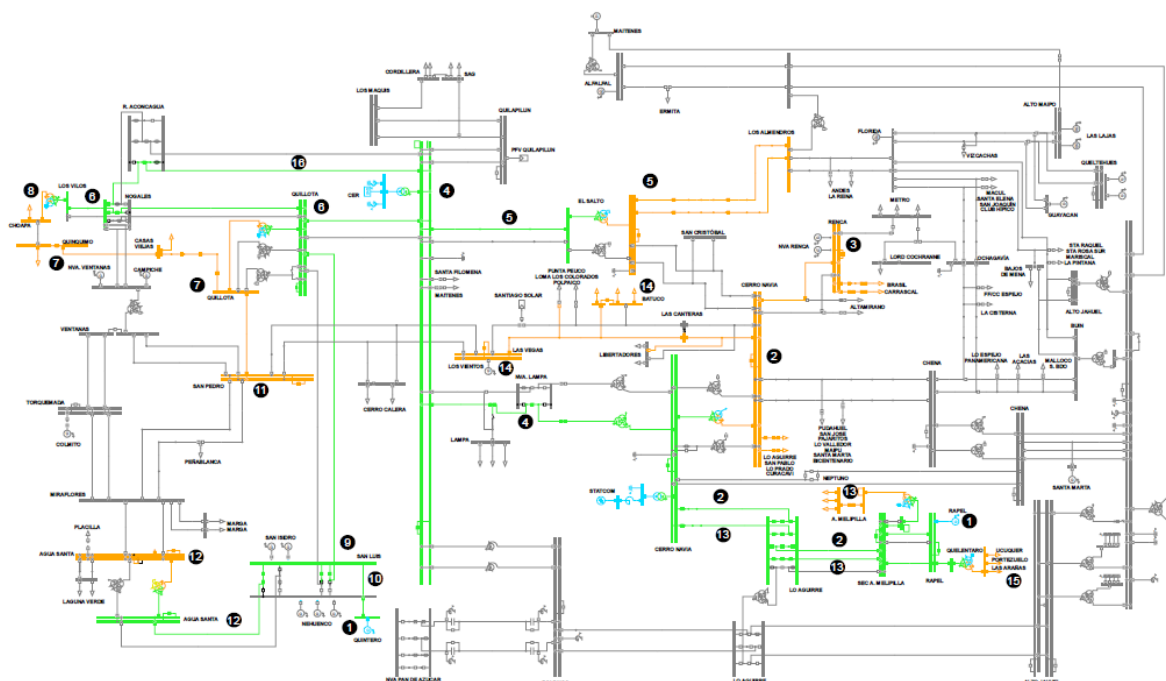 MAITENES
CORDILLERA
SAG
LOS MAQUIS
ALFALFAL
ERMITA
ALTO MAIPO
LAS LAJAS
R. ACONCAGUA
QUILAPILUN
PFV QUILAPILUN
LOS ALMENDROS
FLORIDA
VIZCACHAS
QUELTEHUES
16
CER
4
8
LOS VILOS
6
NOGALES
QUILLOTA
6
5
5
EL SALTO
ANDES
LA REINA
MACUL
SANTA ELENA
SAN JOAQUIN
CLUB HIPICO
GUAYACAN
CHOAPA
QUINQUIMO
CASAS
VIEJAS
METRO
RENCA
NVA RENCA
3
SAN CRISTÓBAL
LORD COCHRANNE
OCHAGAVÍA
BAJOS
DE MENA
STA RAQUEL
STA ROSA SUR
MARISCAL
LA PINTANA
7
NVA. VENTANAS
CAMPICHE
7
QUILLOTA
SANTA FILOMENA
MAITENES
PUNTA PEUCO
LOMA LOS COLORADOS
POLPAICO
14
BATUCO
CERRO NAVIA
BRASIL
CARRASCAL
FFCC ESPEJO
SANTIAGO SOLAR
LAS CANTERAS
ALTAMIRANO
LA CISTERNA
ALTO JAHUEL
VENTANAS
LAS VEGAS
LOS VIENTOS
14
LIBERTADORES
2
BUIN
CHENA
LO ESPEJO
PANAMERICANA
LAS
ACACIAS
MALLOCO
S. BDO
SAN PEDRO
11
NVA. LAMPA
TORQUEMADA
CERRO CALERA
4
COLMITO
LAMPA
PUDAHUEL
SAN JOSE
PAJARITOS
LO VALLEDOR
MAIPU
SANTA MARTA
BICENTENARIO
CHENA
PEÑABLANCA
LO AGUIRRE
SAN PABLO
LO PRADO
CURACAVI
MIRAFLORES
STATCOM
NEPTUNO
SANTA MARTA
PLACILLA
MARGA
MARGA
2
13
A. MELIPILLA
RAPEL
1
AGUA SANTA
12
SAN ISIDRO
9
SAN LUIS
CERRO NAVIA
13
2
QUELENTARO
UCUQUER
PORTEZUELO
LAS ARAÑAS
10
13
15
LAGUNA VERDE
LO AGUIRRE
SEC A. MELIPILLA
RAPEL
AGUA SANTA
12
NEHUENCO
1
QUINTERO
NVA PAN DE AZUCAR
LO AGUIRRE